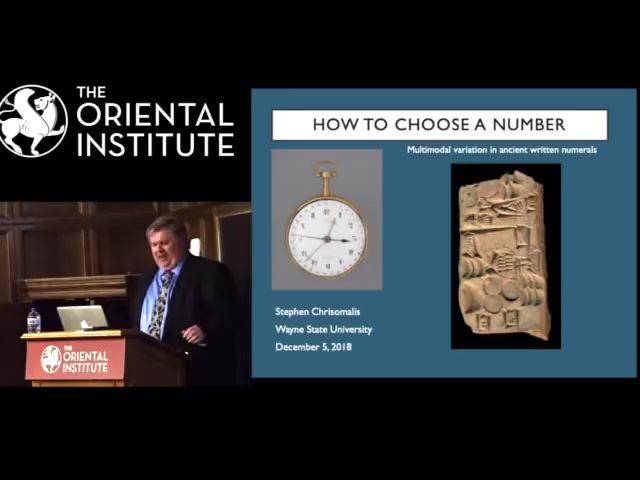 THE
ORIENTAL
INSTITUTE
HOW TO CHOOSE A NUMBER
Multimodal variation in ancient written numerals
Stephen Chrisomalis
Wayne State University
December 5, 2018
THE
ORIENTAL
INSTITUTE